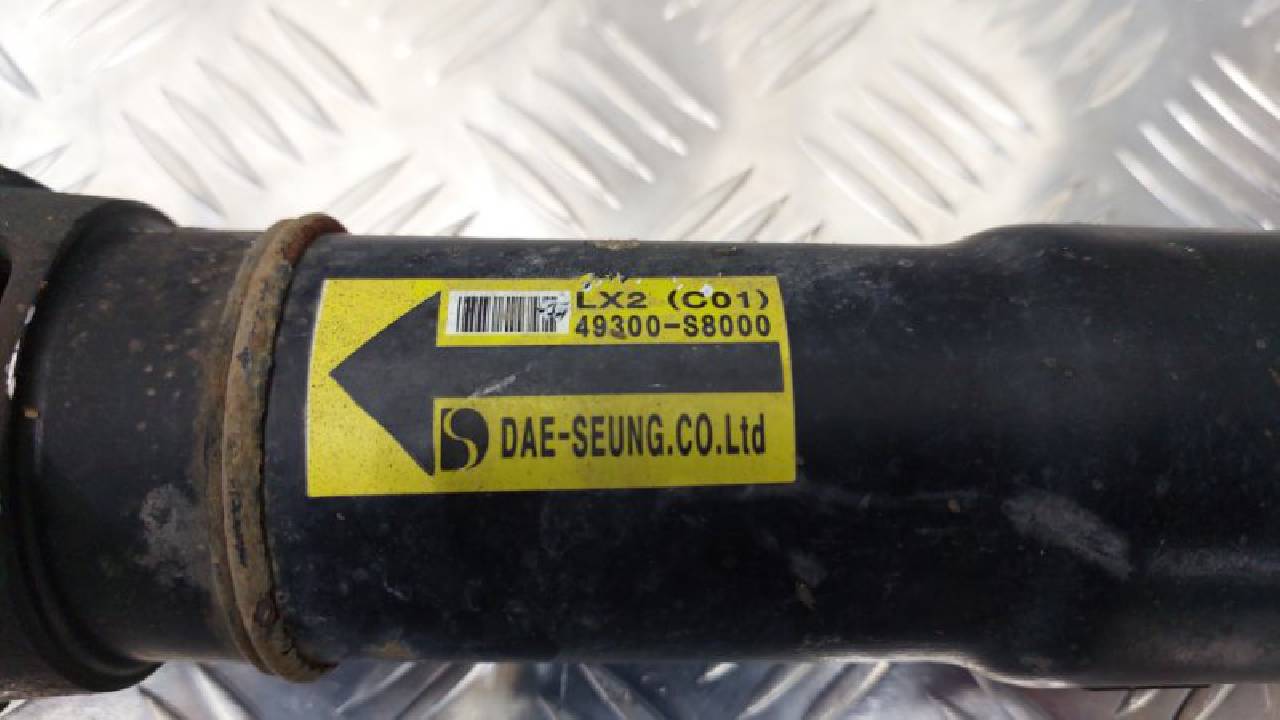 LX2 (C01)
49300-S8000
DAE-SEUNG.CO.Ltd